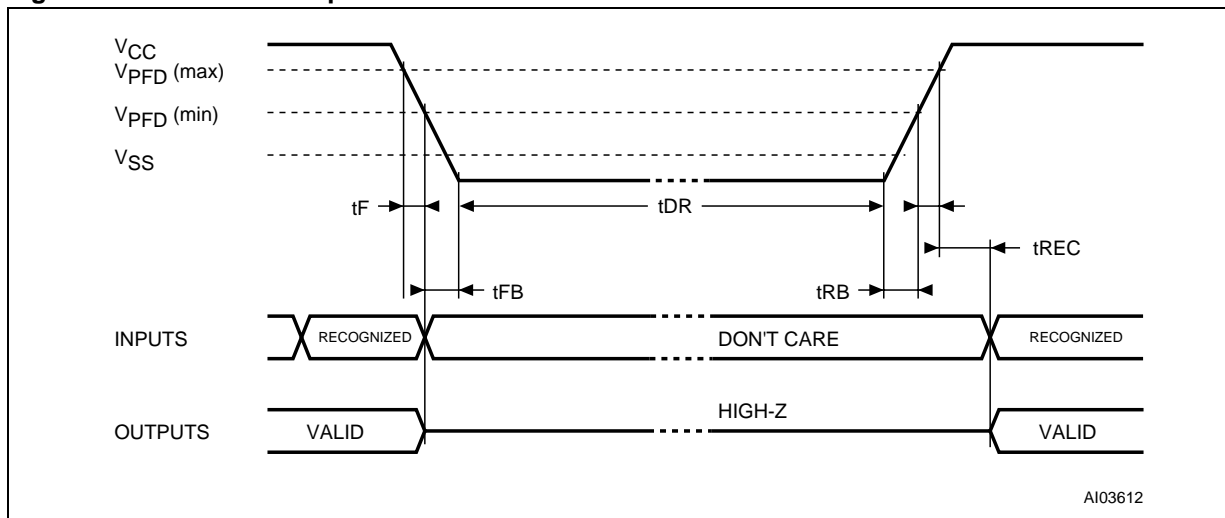 VCC
VPFD (max)
VPFD (min)
VSS
tF
tDR
tREC
tFB
tRB
INPUTS
RECOGNIZED
DON'T CARE
RECOGNIZED
HIGH-Z
OUTPUTS
VALID
VALID
AI03612